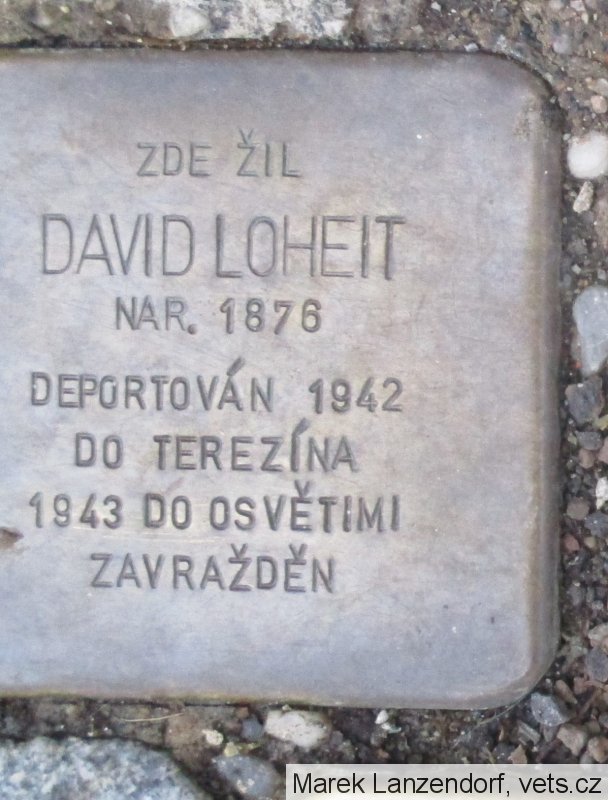 ZDE ŽIL
DAVID LOHEIT
NAR. 1876
DEPORTOVÁN 1942
DO TEREZÍNA
1943 DO OSVĚTIMI
ZAVRAŽDĚN
Marek Lanzendorf, vets.cz